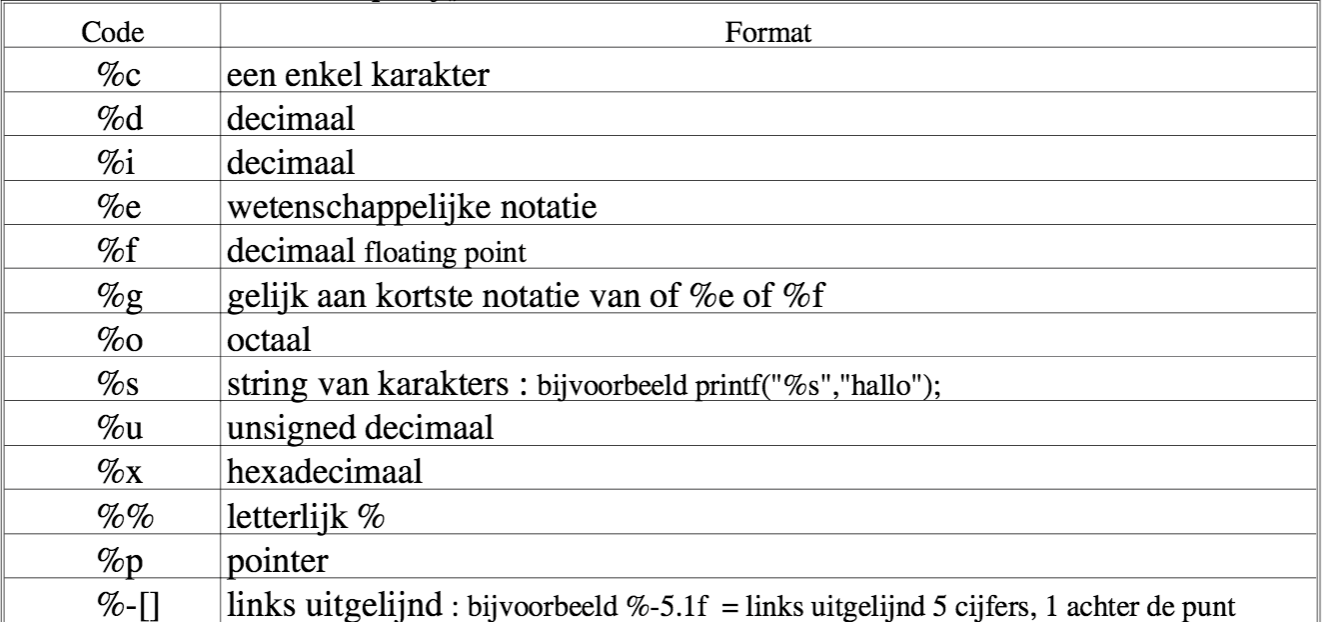 Code Format
%c een enkel karakter
%d decimaal
%i decimaal
%e wetenschappelijke notatie
%f decimaal floating point
%g gelijk aan kortste notatie van of %e of %f
%o octaal
%s string van karakters : bijvoorbeeld printf("%s","hallo");
%u unsigned decimaal
%x hexadecimaal
%% letterlijk %
%p pointer
%-[] links uitgelijnd : bijvoorbeeld %-5.1f = links uitgelijnd 5 cijfers, 1 achter de punt